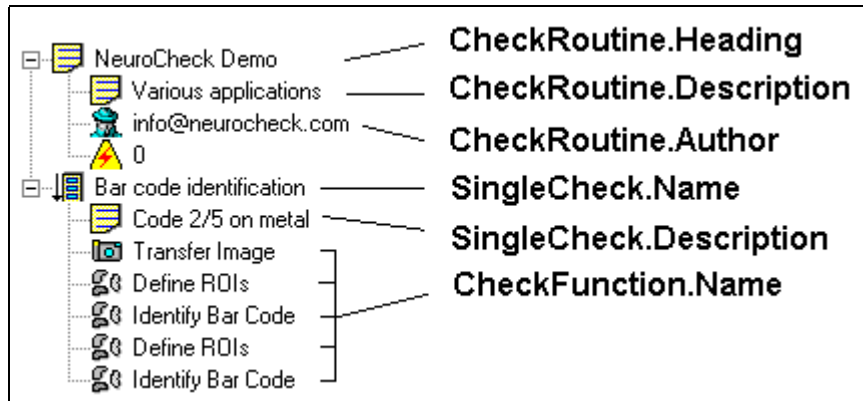 NeuroCheck Demo
CheckRoutine.Heading
Various applications
CheckRoutine.Description
info@neurocheck.com
CheckRoutine.Author
0
Bar code identification
SingleCheck.Name
Code 2/5 on metal
SingleCheck.Description
Transfer Image
Define ROIs
CheckFunction.Name
Identify Bar Code
Define ROIs
Identify Bar Code